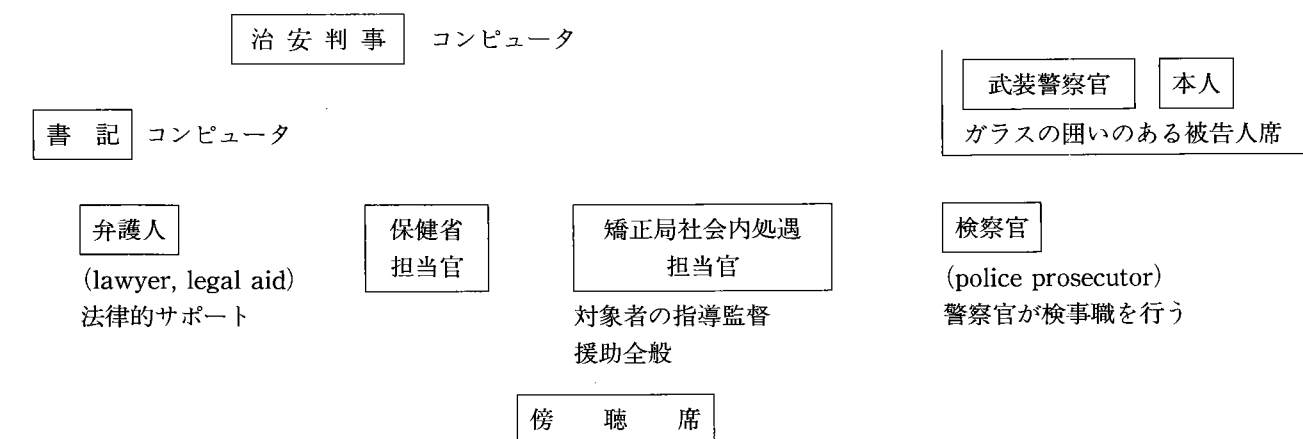 治安判事 コンピュータ
武装警察官 本人
ガラスの囲いのある被告人席
書記 コンピュータ
弁護人
(lawyer, legal aid)
法律的サポート
保健省
担当官
矯正局社会内処遇
担当官
対象者の指導監督
援助全般
検察官
(police prosecutor)
警察官が検事職を行う
傍聴席